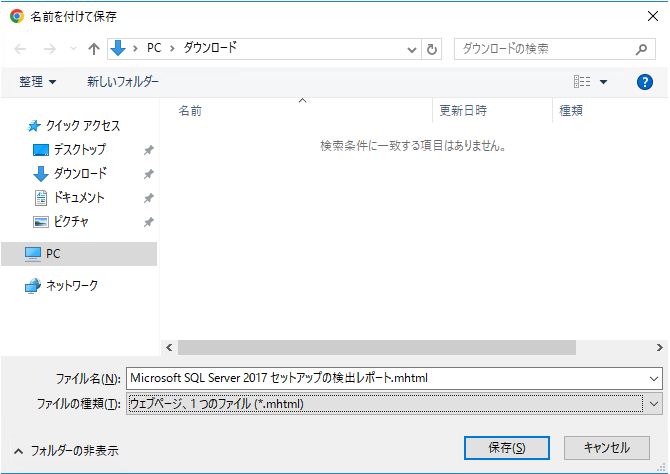 名前を付けて保存
PC ダウンロード
ダウンロードの検索
整理 新しいフォルダー
名前 更新日時 種類
検索条件に一致する項目はありません。
クイック アクセス
デスクトップ
ダウンロード
ドキュメント
ピクチャ
PC
ネットワーク
ファイル名(N): Microsoft SQL Server 2017 セットアップの検出レポート.mhtml
ファイルの種類(T): ウェブページ、1 つのファイル (*.mhtml)
フォルダーの非表示 保存(S) キャンセル